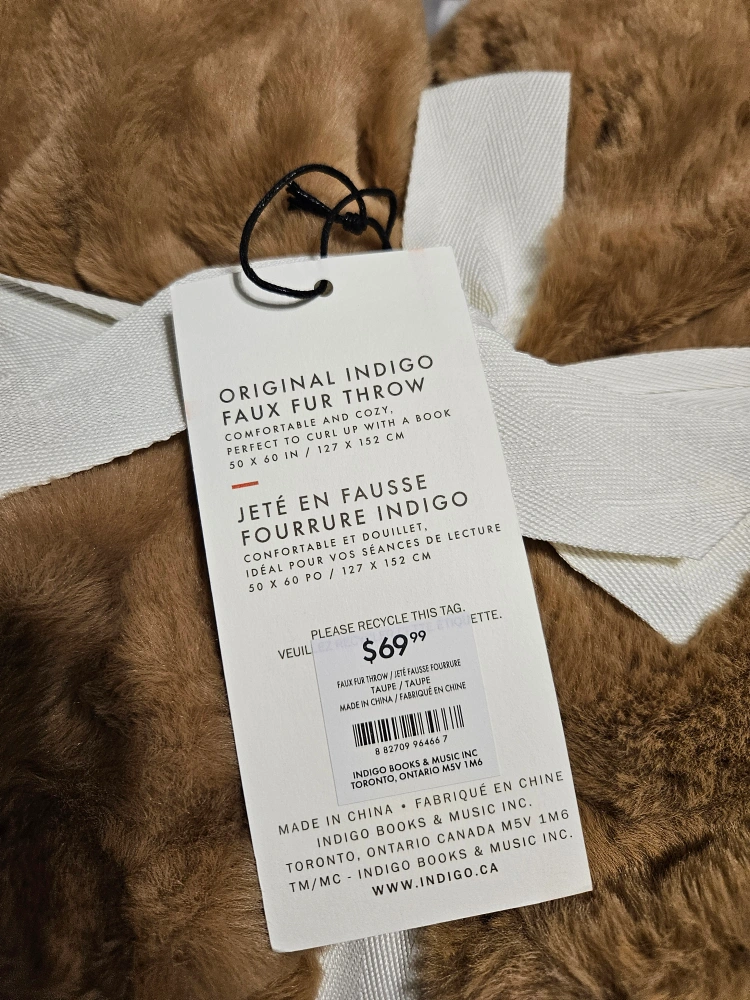 ORIGINAL INDIGO
FAUX FUR THROW
COMFORTABLE AND COZY,
PERFECT TO CURL UP WITH A BOOK
50 X 60 IN / 127 X 152 CM
JETÉ EN FAUSSE
FOURRURE INDIGO
CONFORTABLE ET DOUILLET,
IDÉAL POUR VOS SÉANCES DE LECTURE
50 X 60 PO / 127 X 152 CM
PLEASE RECYCLE THIS TAG.
$69.99
FAUX FUR THROW / JETÉ FAUSSE FOURRURE
TAUPE / TAUPE
MADE IN CHINA / FABRIQUÉ EN CHINE
8 82709 96466 7
INDIGO BOOKS & MUSIC INC
TORONTO, ONTARIO M5V 1M6
MADE IN CHINA • FABRIQUÉ EN CHINE
INDIGO BOOKS & MUSIC INC.
TORONTO, ONTARIO CANADA M5V 1M6
TM/MC - INDIGO BOOKS & MUSIC INC.
WWW.INDIGO.CA